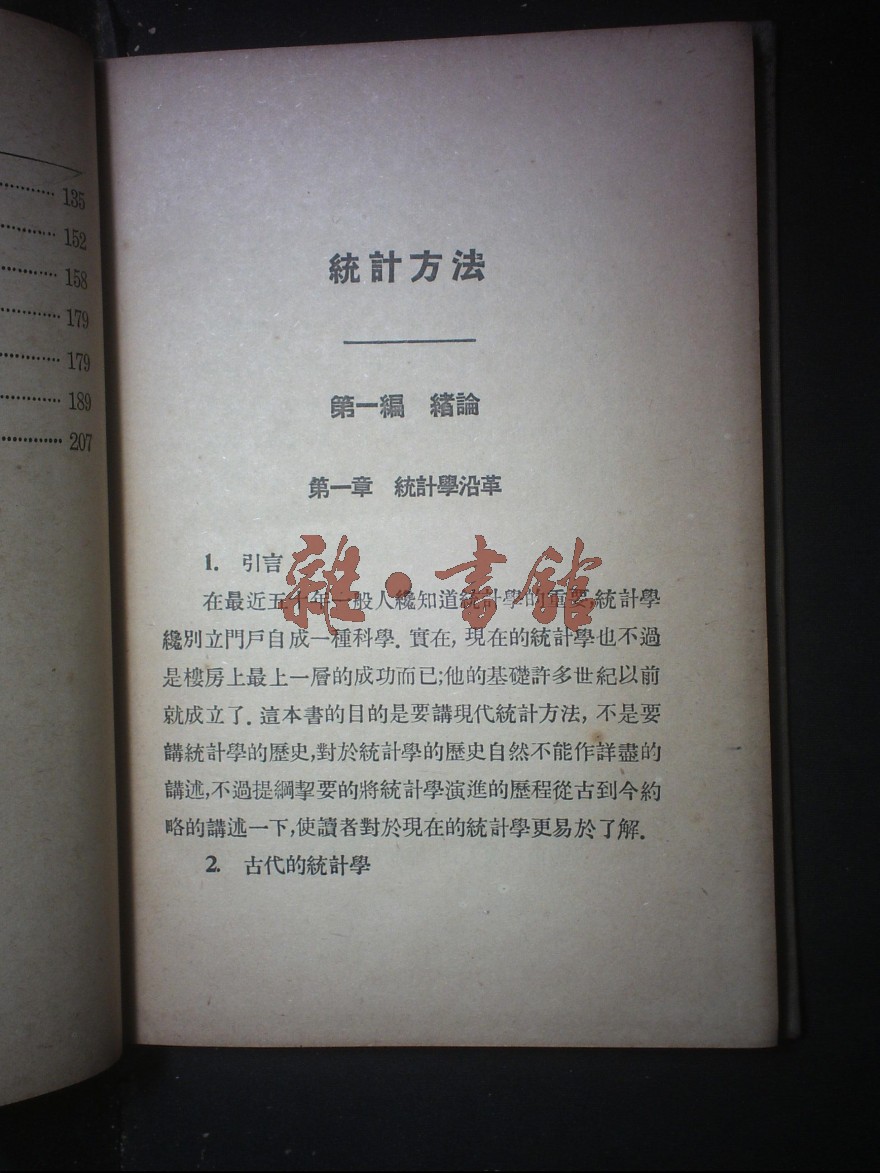 135
152
158
179
179
189
207
統計方法
第一編 緒論
第一章 統計學沿革
1. 引言
在最近五十年一般人纔知道統計學的重要,統計學
纔別立門戶自成一種科學. 實在, 現在的統計學也不過
是樓房上最上一層的成功而已;他的基礎許多世紀以前
就成立了. 這本書的目的是要講現代統計方法, 不是要
講統計學的歷史,對於統計學的歷史自然不能作詳盡的
講述,不過提綱挈要的將統計學演進的歷程從古到今約
略的講述一下,使讀者對於現在的統計學更易於了解.
2. 古代的統計學
雜·書館